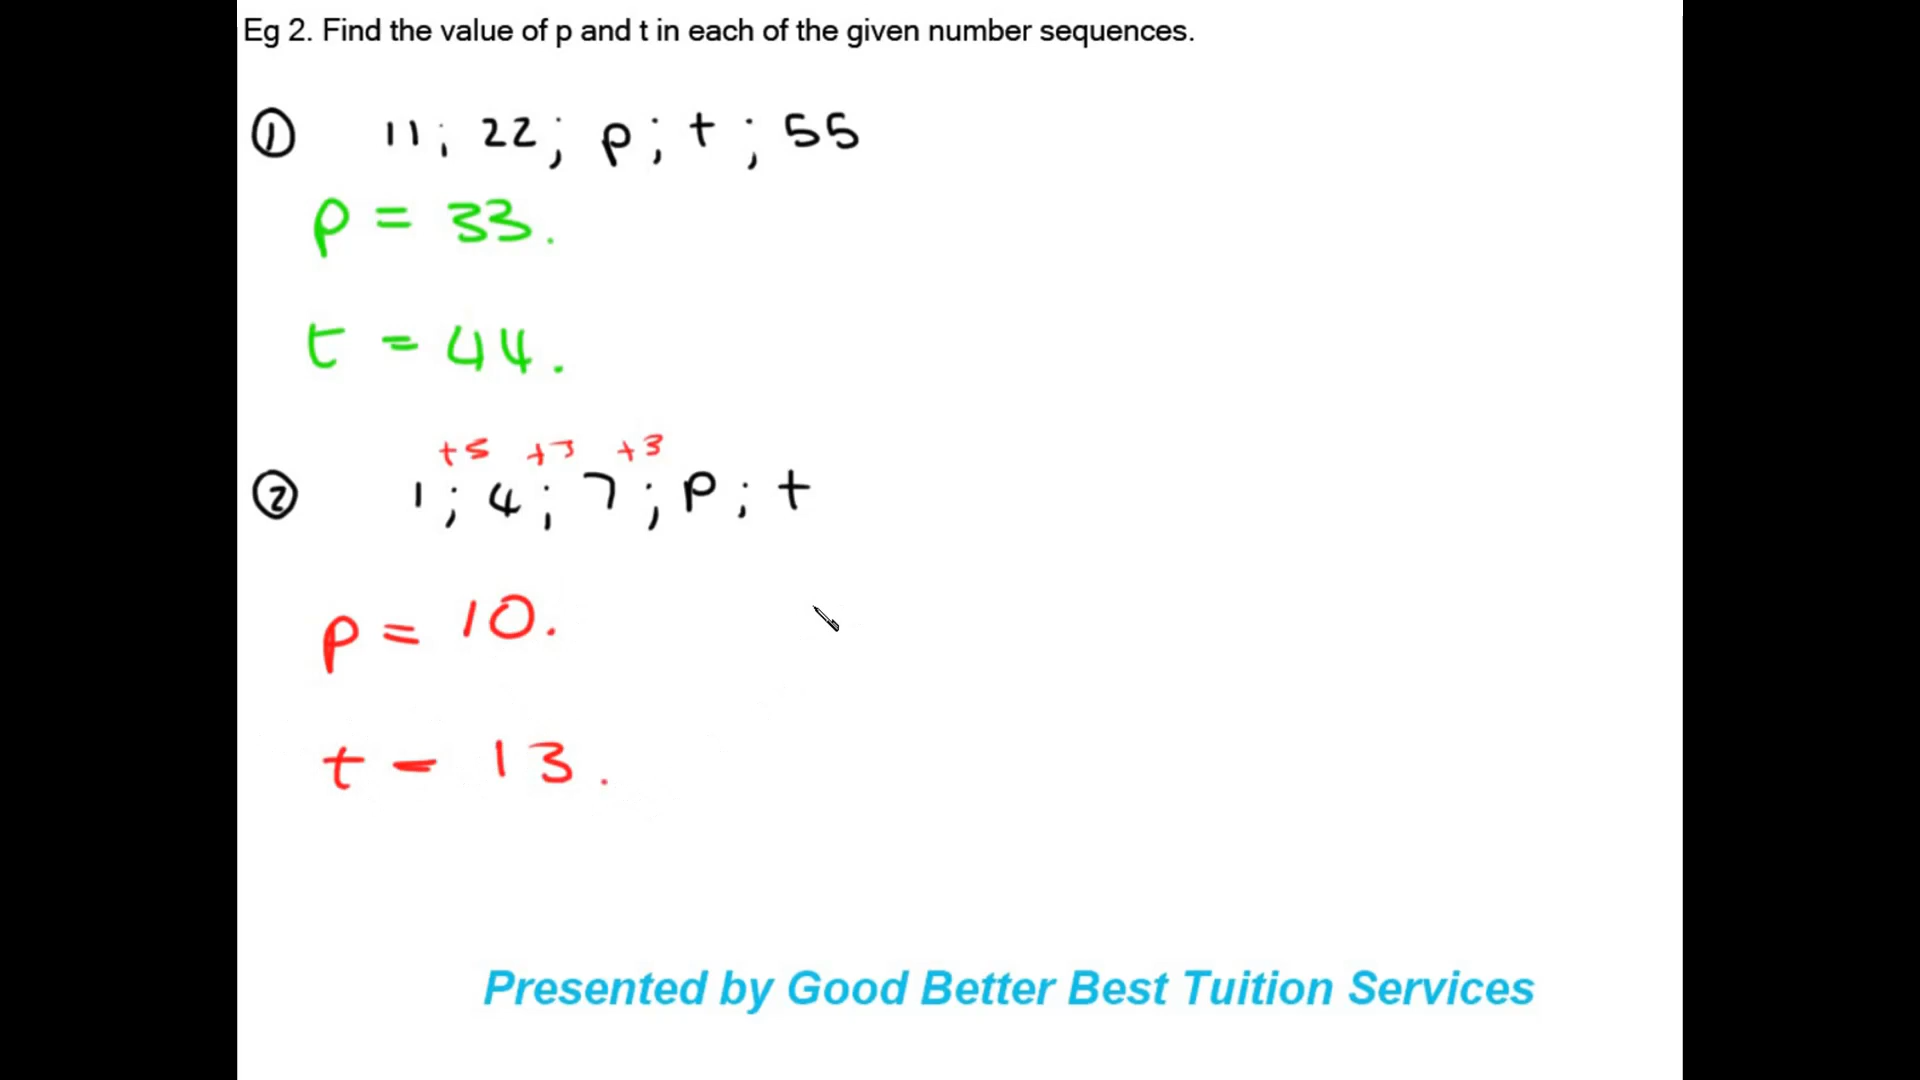 Eg 2. Find the value of p and t in each of the given number sequences.
① 11; 22; p; t; 55
p = 33.
t = 44.
+5 +3 +3
② 1; 4; 7; p; t
p = 10.
t = 13.
Presented by Good Better Best Tuition Services